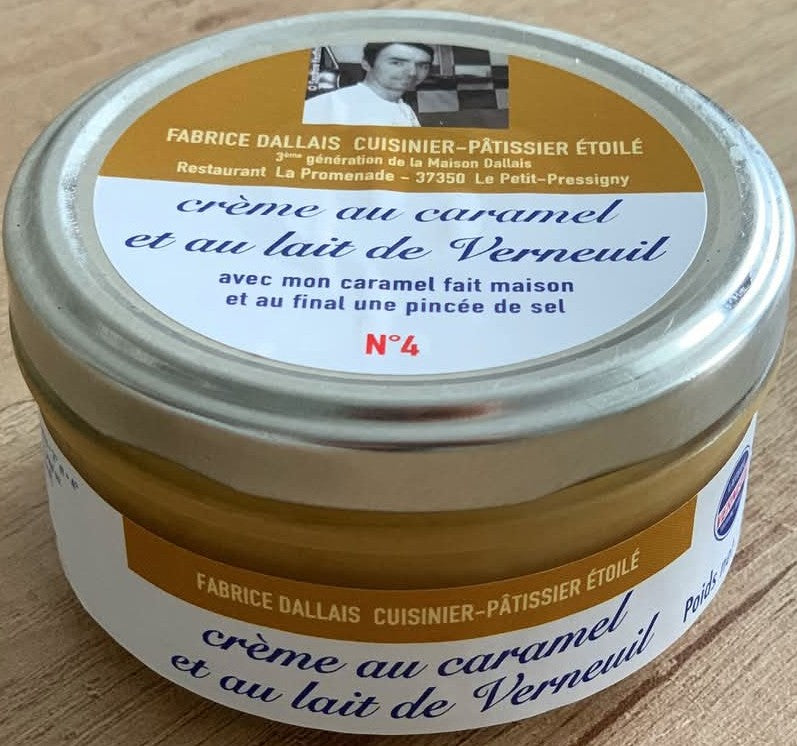 FABRICE DALLAIS CUISINIER-PÂTISSIER ÉTOILÉ
3ème génération de la Maison Dallais
Restaurant La Promenade – 37350 Le Petit-Pressigny
crème au caramel
et au lait de Verneuil
avec mon caramel fait maison
et au final une pincée de sel
N°4
FABRICE DALLAIS CUISINIER-PÂTISSIER ÉTOILÉ
crème au caramel
et au lait de Verneuil
Poids